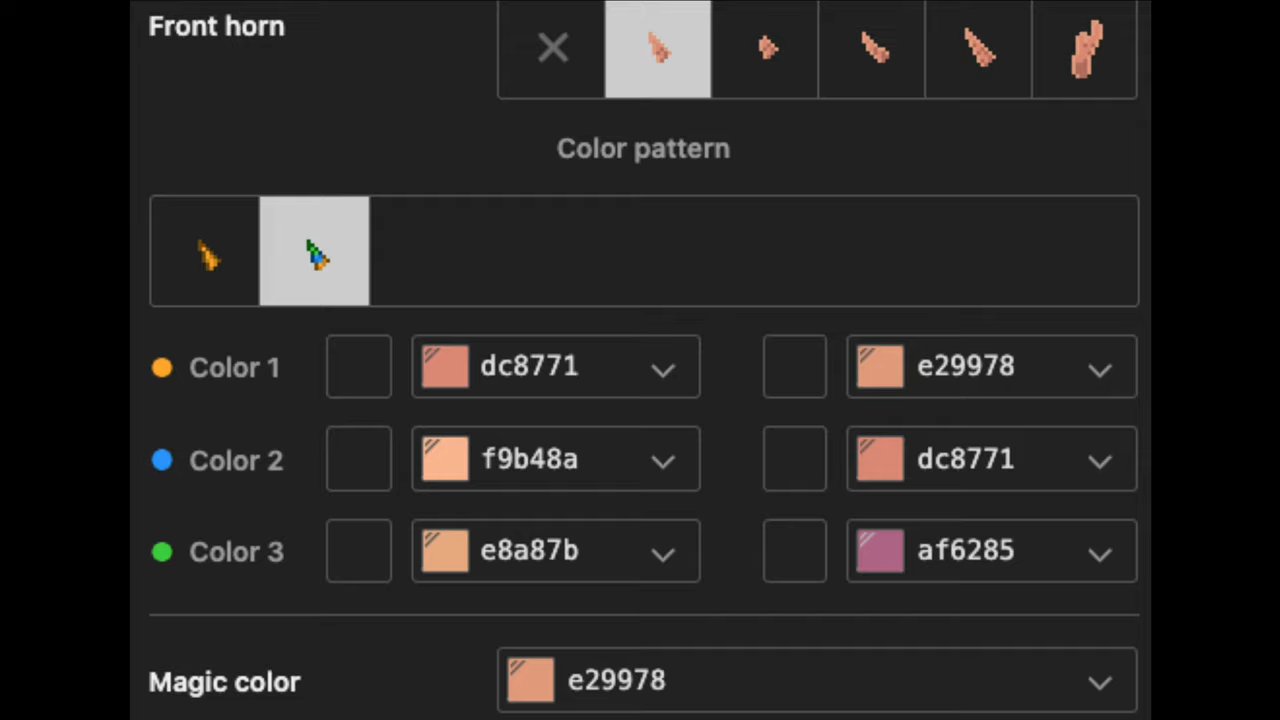 Front horn
Color pattern
Color 1 dc8771 e29978
Color 2 f9b48a dc8771
Color 3 e8a87b af6285
Magic color e29978